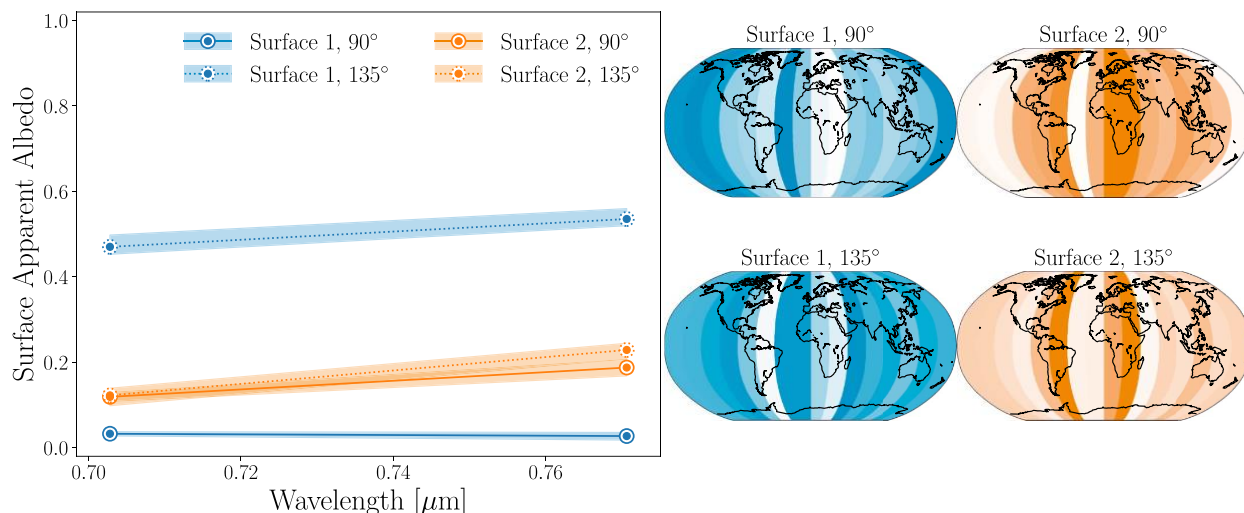 Surface 1, 90°
Surface 2, 90°
Surface 1, 135°
Surface 2, 135°
1.0
0.8
0.6
0.4
0.2
0.0
Surface Apparent Albedo
0.70
0.72
0.74
0.76
Wavelength [μm]
Surface 1, 90°
Surface 2, 90°
Surface 1, 135°
Surface 2, 135°